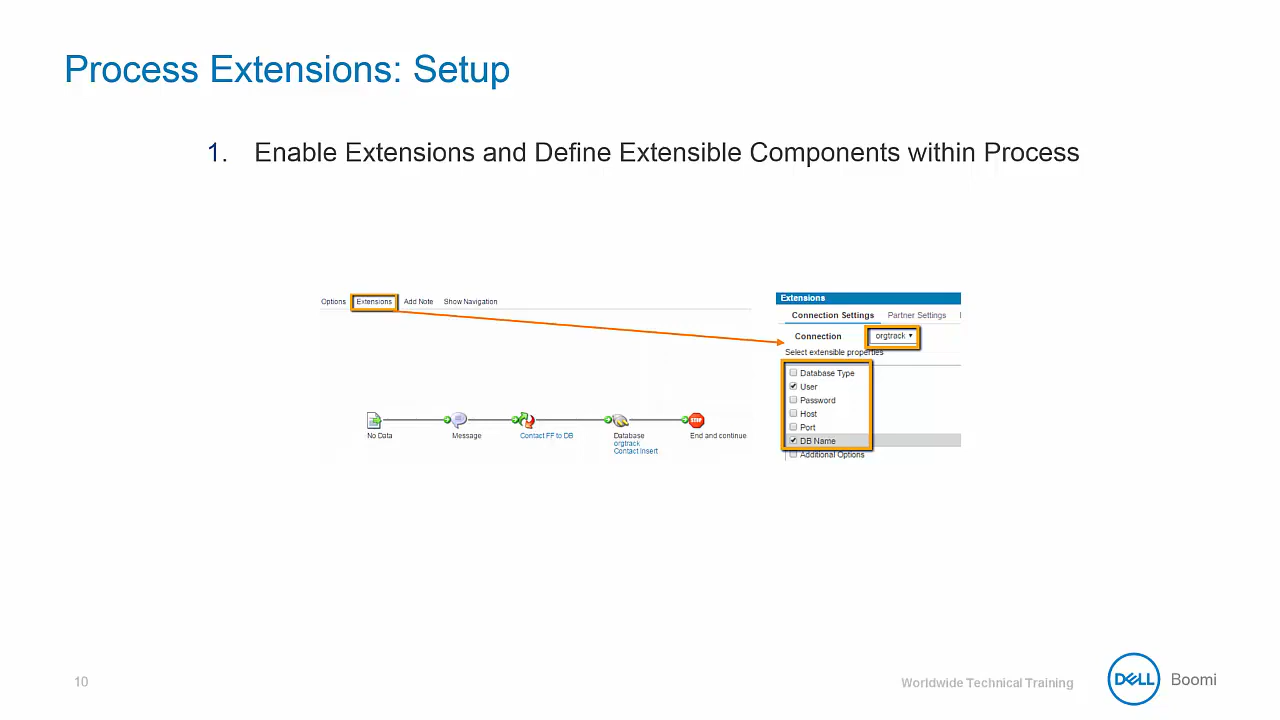 Process Extensions: Setup
1. Enable Extensions and Define Extensible Components within Process
Options Extensions Add Note Show Navigation
No Data
Message
Contact FF to DB
Database
orgtrack
Contact Insert
STOP
End and continue
Extensions
Connection Settings Partner Settings
Connection orgtrack
Select extensible properties
Database Type
User
Password
Host
Port
DB Name
Additional Options
10
Worldwide Technical Training
DELL Boomi